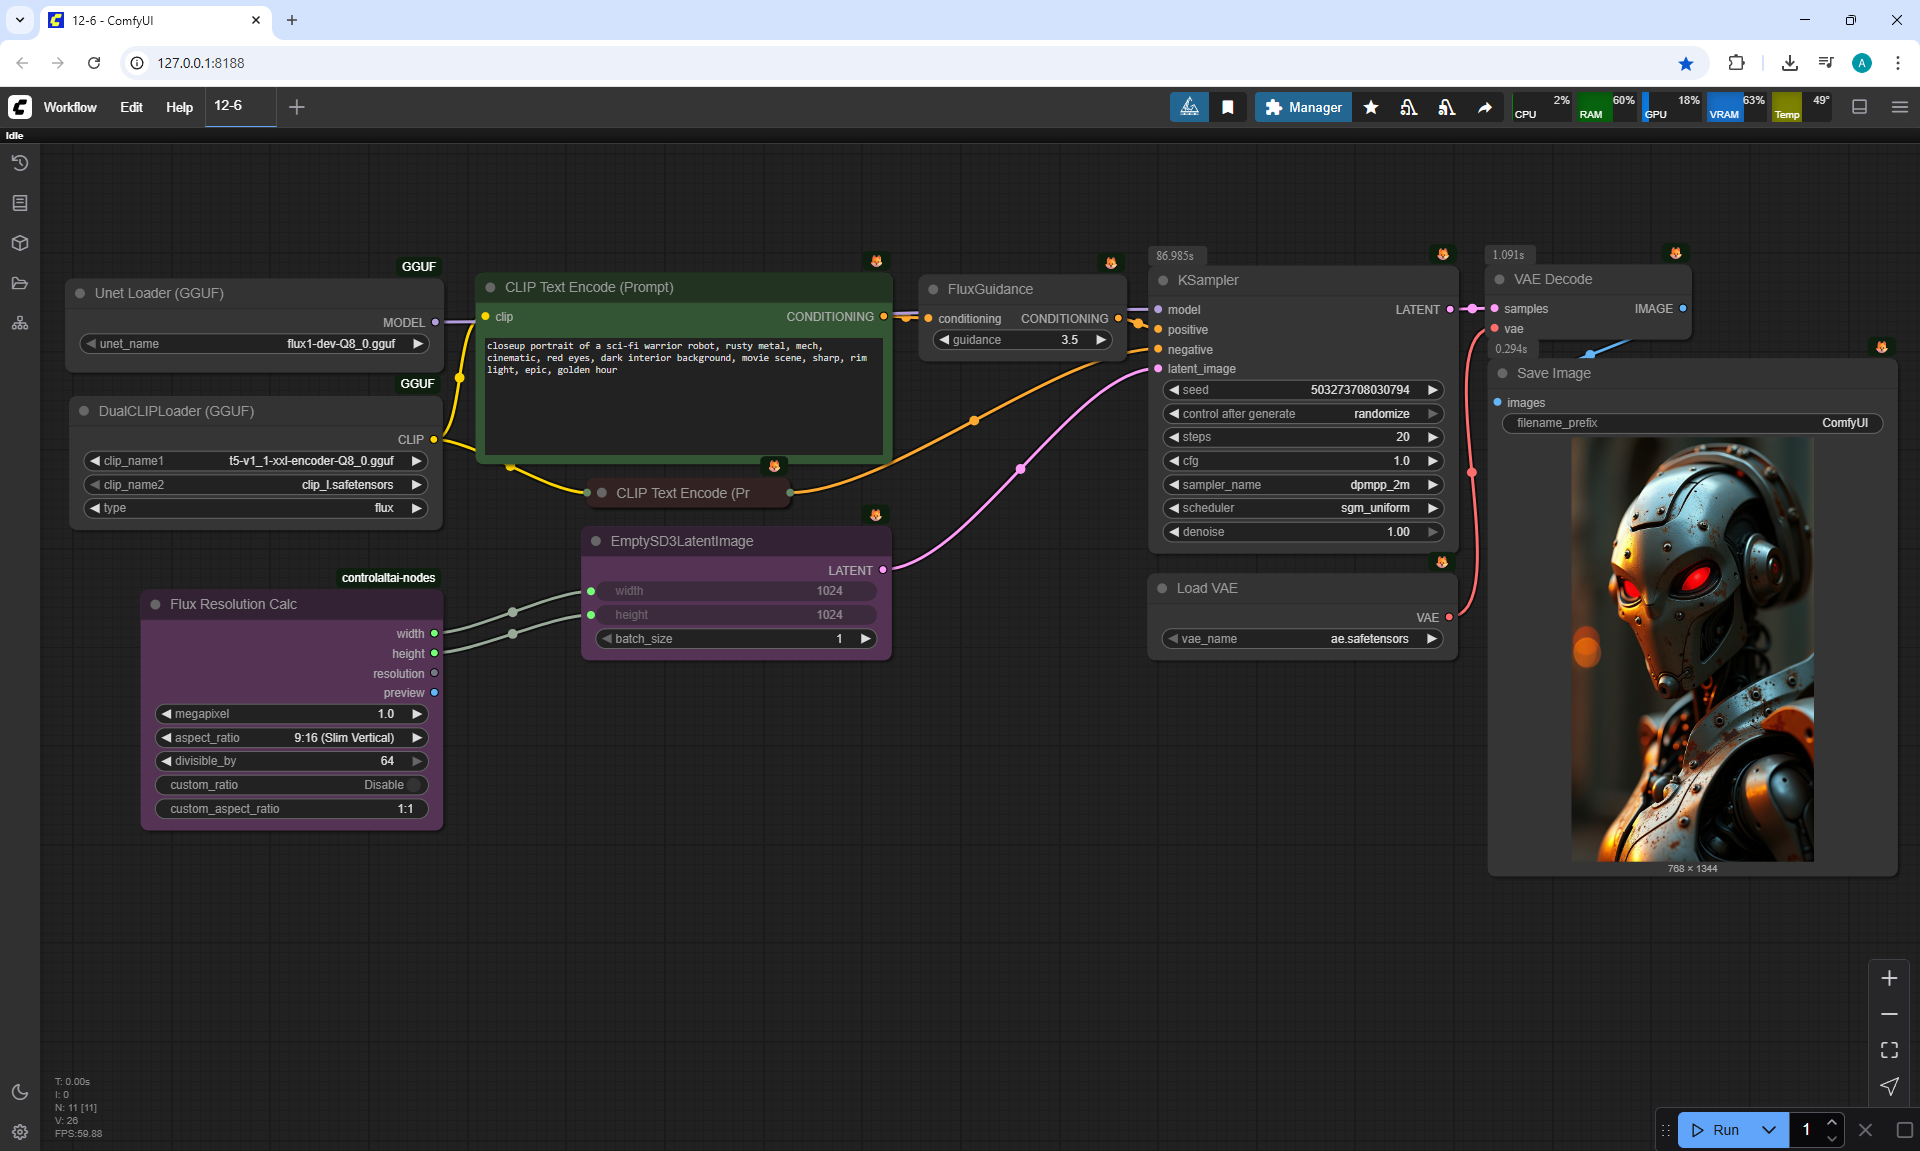 12-6 - ComfyUI
127.0.0.1:8188
A
Workflow
Edit
Help
12-6
Manager
CPU
2%
RAM
60%
GPU
18%
VRAM
63%
Temp
49°
Idle
GGUF
Unet Loader (GGUF)
MODEL
unet_name
flux1-dev-Q8_0.gguf
GGUF
DualCLIPLoader (GGUF)
CLIP
clip_name1
t5-v1_1-xxl-encoder-Q8_0.gguf
clip_name2
clip_l.safetensors
type
flux
controlaltai-nodes
Flux Resolution Calc
width
height
resolution
preview
megapixel
1.0
aspect_ratio
9:16 (Slim Vertical)
divisible_by
64
custom_ratio
Disable
custom_aspect_ratio
1:1
CLIP Text Encode (Prompt)
clip
CONDITIONING
closeup portrait of a sci-fi warrior robot, rusty metal, mech,
cinematic, red eyes, dark interior background, movie scene, sharp, rim
light, epic, golden hour
CLIP Text Encode (Pr
EmptySD3LatentImage
LATENT
width
1024
height
1024
batch_size
1
FluxGuidance
conditioning
CONDITIONING
guidance
3.5
86.985s
KSampler
model
LATENT
positive
negative
latent_image
seed
503273708030794
control after generate
randomize
steps
20
cfg
1.0
sampler_name
dpmpp_2m
scheduler
sgm_uniform
denoise
1.00
Load VAE
VAE
vae_name
ae.safetensors
1.091s
VAE Decode
samples
IMAGE
vae
0.294s
Save Image
images
filename_prefix
ComfyUI
768 × 1344
T: 0.00s
I: 0
N: 11 [11]
V: 26
FPS:59.88
Run
1